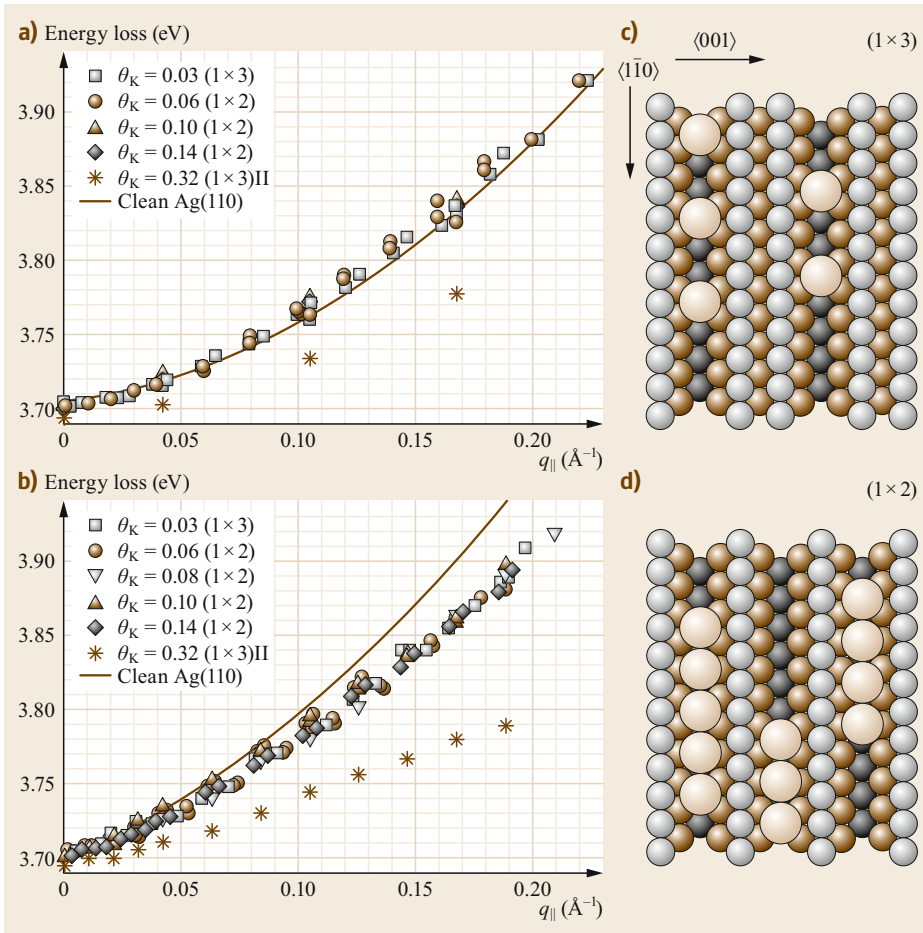 a) Energy loss (eV)
θK = 0.03 (1×3)
θK = 0.06 (1×2)
θK = 0.10 (1×2)
θK = 0.14 (1×2)
θK = 0.32 (1×3)II
Clean Ag(110)
3.90
3.85
3.80
3.75
3.70
0 0.05 0.10 0.15 0.20
q|| (Å⁻¹)
b) Energy loss (eV)
θK = 0.03 (1×3)
θK = 0.06 (1×2)
θK = 0.08 (1×2)
θK = 0.10 (1×2)
θK = 0.14 (1×2)
θK = 0.32 (1×3)II
Clean Ag(110)
3.90
3.85
3.80
3.75
3.70
0 0.05 0.10 0.15 0.20
q|| (Å⁻¹)
c) ⟨001⟩ (1×3)
⟨11̄0⟩
d) (1×2)